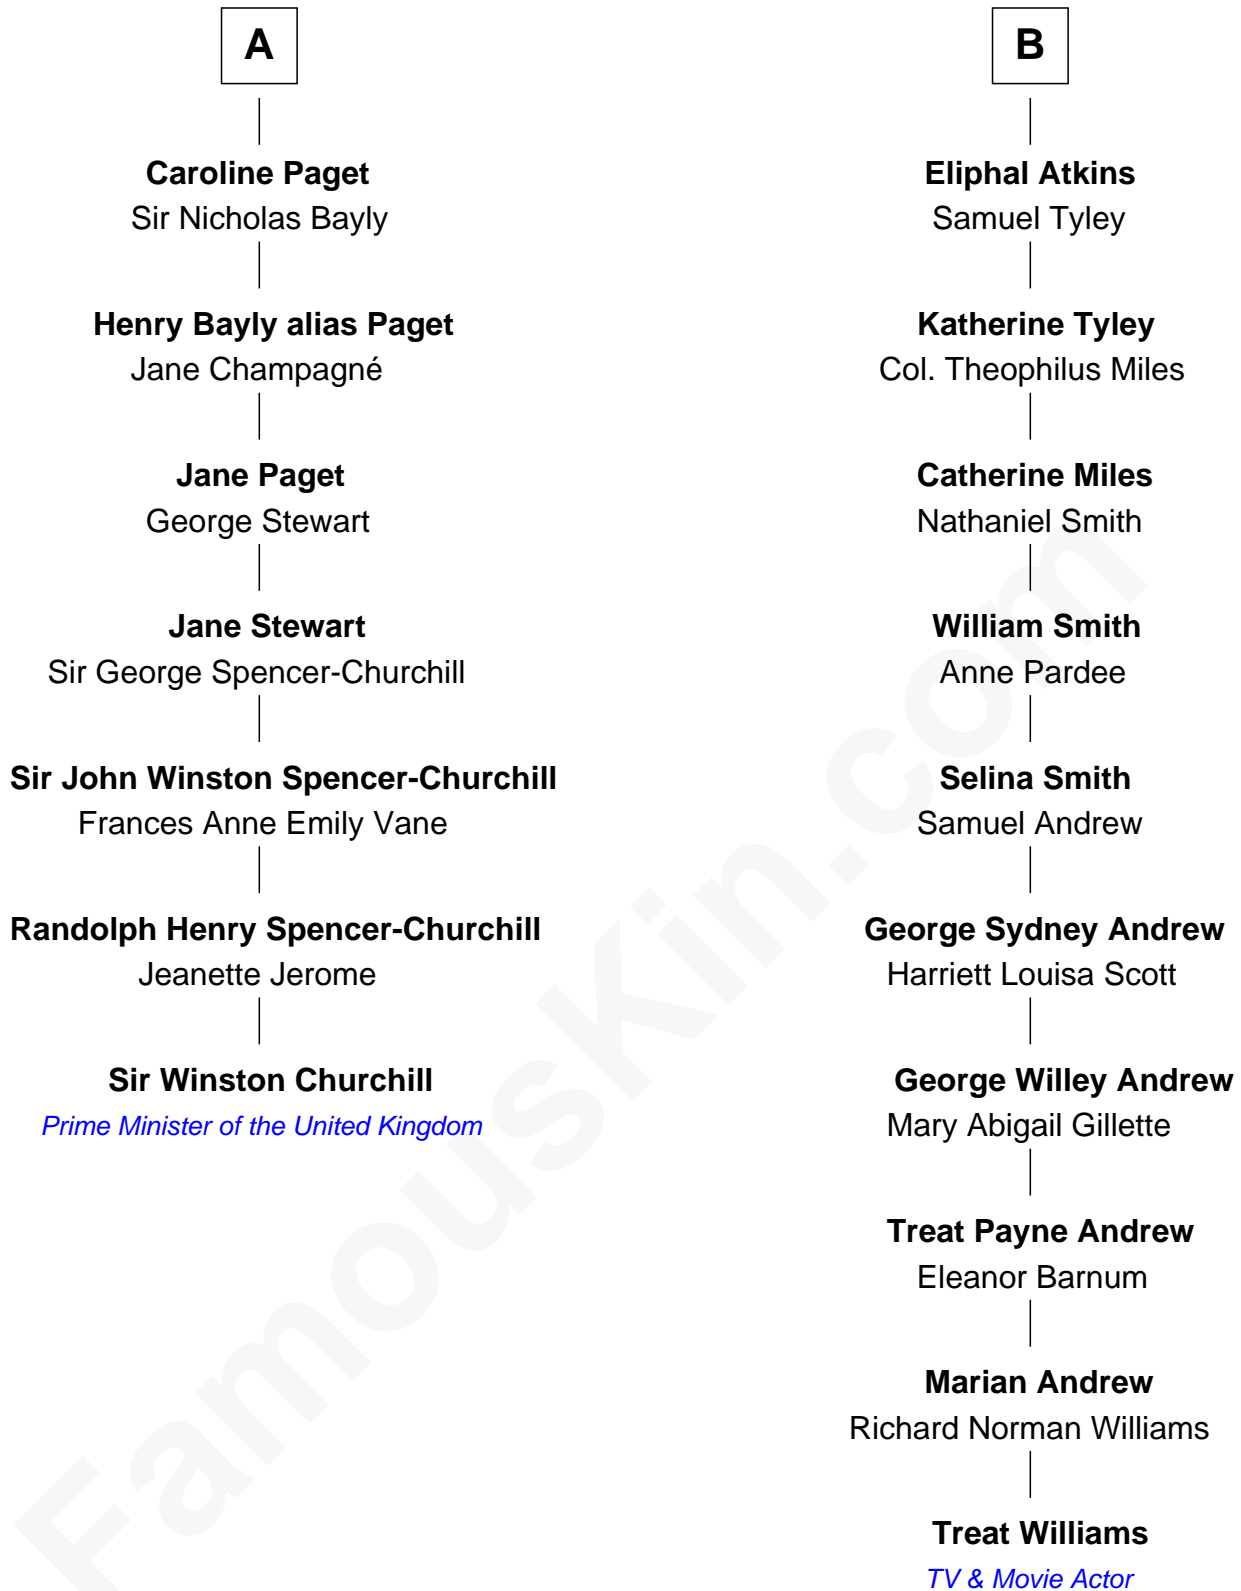 A
Caroline Paget
Sir Nicholas Bayly
Henry Bayly alias Paget
Jane Champagné
Jane Paget
George Stewart
Jane Stewart
Sir George Spencer-Churchill
Sir John Winston Spencer-Churchill
Frances Anne Emily Vane
Randolph Henry Spencer-Churchill
Jeanette Jerome
Sir Winston Churchill
Prime Minister of the United Kingdom
B
Eliphal Atkins
Samuel Tyley
Katherine Tyley
Col. Theophilus Miles
Catherine Miles
Nathaniel Smith
William Smith
Anne Pardee
Selina Smith
Samuel Andrew
George Sydney Andrew
Harriett Louisa Scott
George Willey Andrew
Mary Abigail Gillette
Treat Payne Andrew
Eleanor Barnum
Marian Andrew
Richard Norman Williams
Treat Williams
TV & Movie Actor
FamousKin.com